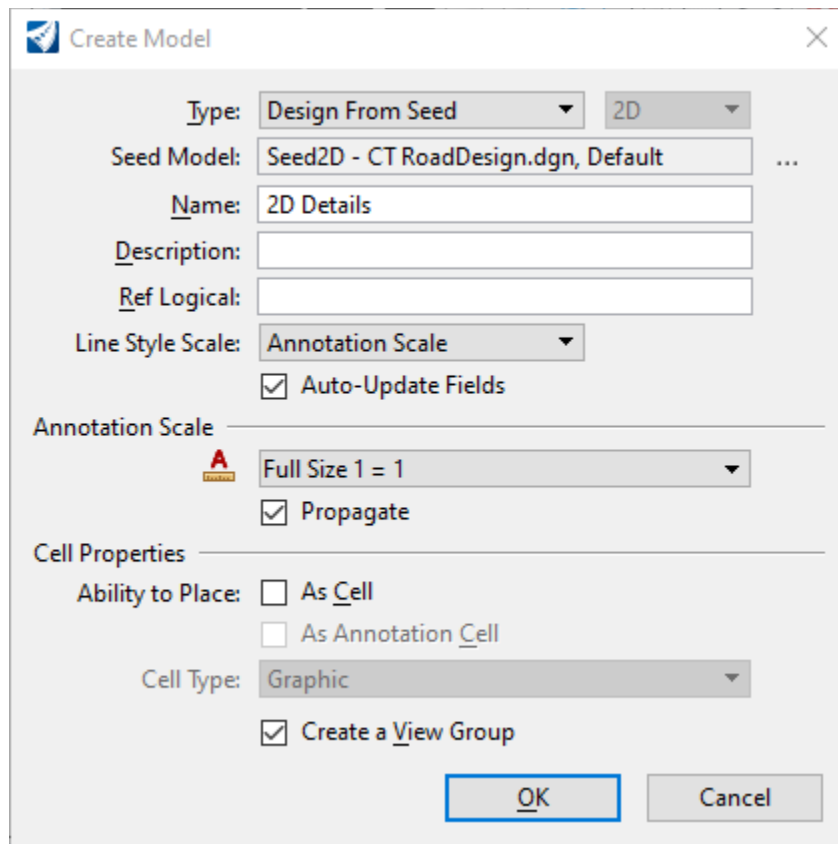 Create Model
Type: Design From Seed 2D
Seed Model: Seed2D - CT RoadDesign.dgn, Default ...
Name: 2D Details
Description:
Ref Logical:
Line Style Scale: Annotation Scale
Auto-Update Fields
Annotation Scale
A Full Size 1 = 1
Propagate
Cell Properties
Ability to Place: As Cell
As Annotation Cell
Cell Type: Graphic
Create a View Group
OK Cancel